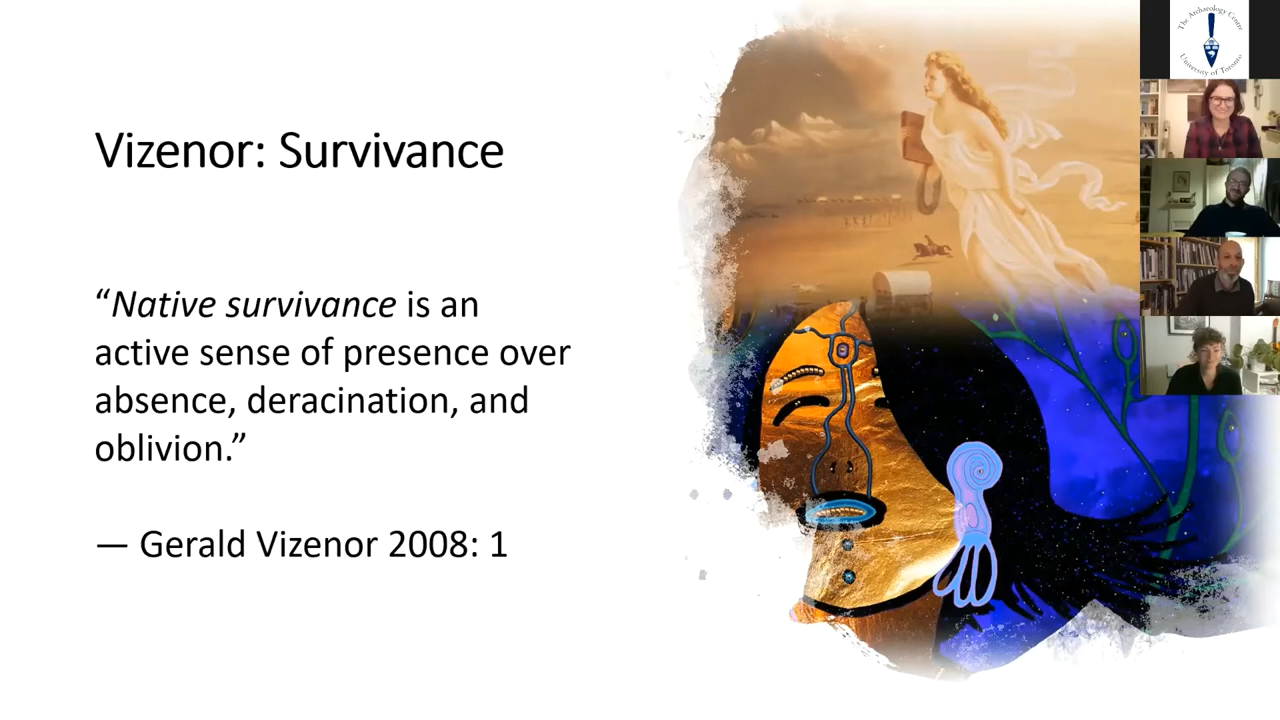 Vizenor: Survivance
“Native survivance is an
active sense of presence over
absence, deracination, and
oblivion.”
— Gerald Vizenor 2008: 1
The Archaeology Centre
University of Toronto